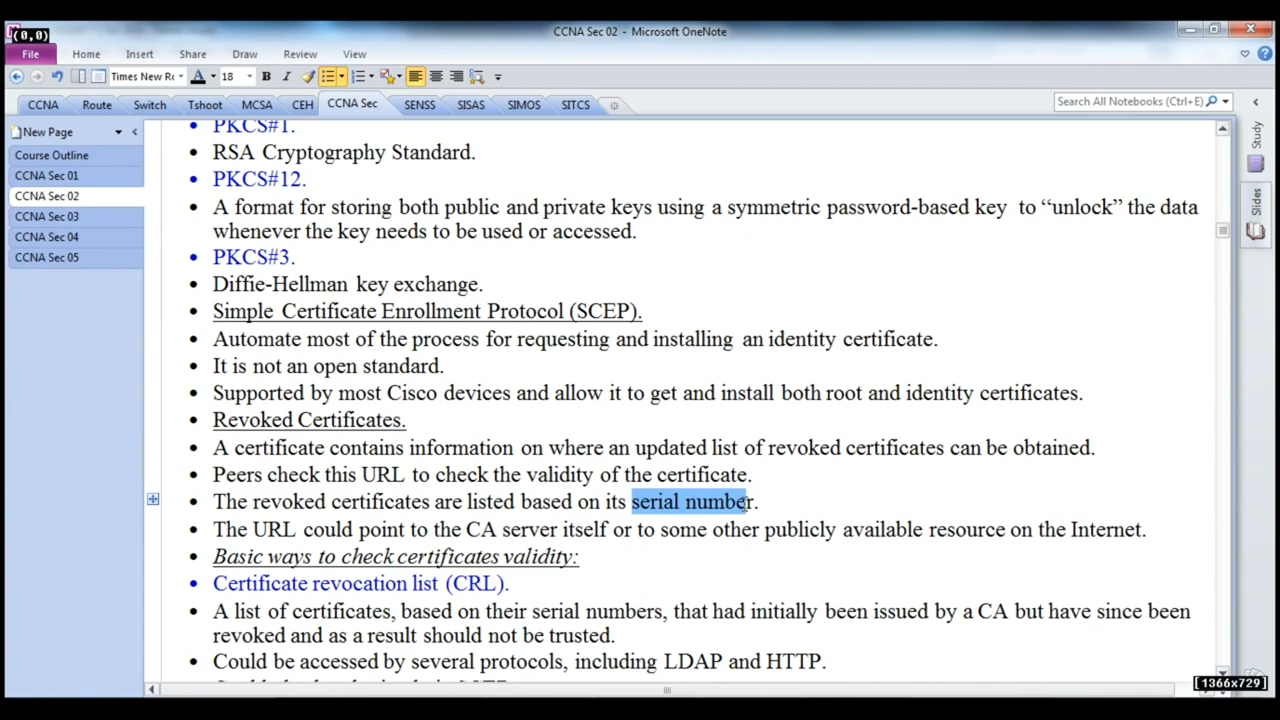 (0,0)
CCNA Sec 02 - Microsoft OneNote
File Home Insert Share Draw Review View
Times New Ro 18 B I
CCNA Route Switch Tshoot MCSA CEH CCNA Sec SENSS SISAS SIMOS SITCS
Search All Notebooks (Ctrl+E)
New Page
Course Outline
CCNA Sec 01
CCNA Sec 02
CCNA Sec 03
CCNA Sec 04
CCNA Sec 05
• PKCS#1.
• RSA Cryptography Standard.
• PKCS#12.
• A format for storing both public and private keys using a symmetric password-based key to “unlock” the data
whenever the key needs to be used or accessed.
• PKCS#3.
• Diffie-Hellman key exchange.
• Simple Certificate Enrollment Protocol (SCEP).
• Automate most of the process for requesting and installing an identity certificate.
• It is not an open standard.
• Supported by most Cisco devices and allow it to get and install both root and identity certificates.
• Revoked Certificates.
• A certificate contains information on where an updated list of revoked certificates can be obtained.
• Peers check this URL to check the validity of the certificate.
• The revoked certificates are listed based on its serial number.
• The URL could point to the CA server itself or to some other publicly available resource on the Internet.
• Basic ways to check certificates validity:
• Certificate revocation list (CRL).
• A list of certificates, based on their serial numbers, that had initially been issued by a CA but have since been
revoked and as a result should not be trusted.
• Could be accessed by several protocols, including LDAP and HTTP.
Study
Slides
[1366x729]